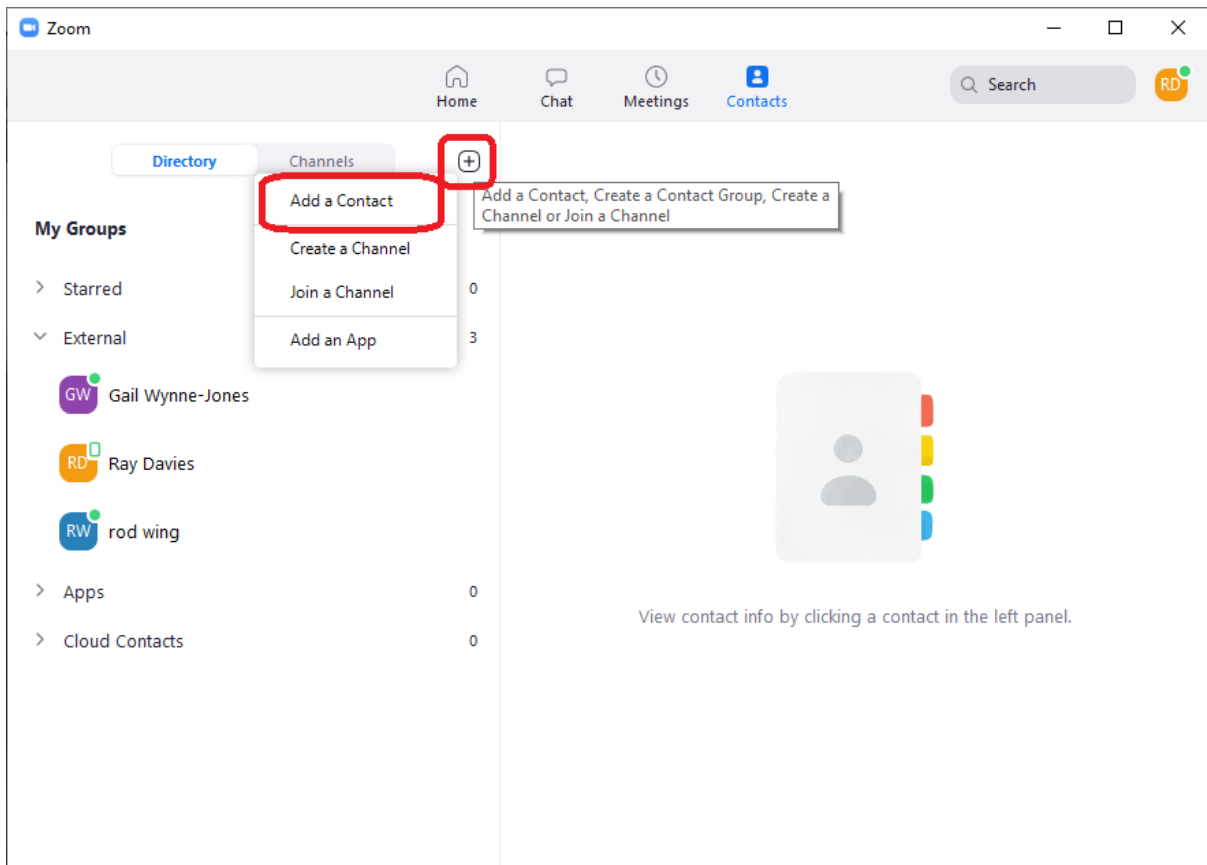 Zoom
Home
Chat
Meetings
Contacts
Search
RD
Directory
Channels
Add a Contact
Add a Contact, Create a Contact Group, Create a
Channel or Join a Channel
My Groups
Create a Channel
Starred
Join a Channel
0
External
Add an App
3
GW
Gail Wynne-Jones
RD
Ray Davies
RW
rod wing
Apps
0
View contact info by clicking a contact in the left panel.
Cloud Contacts
0